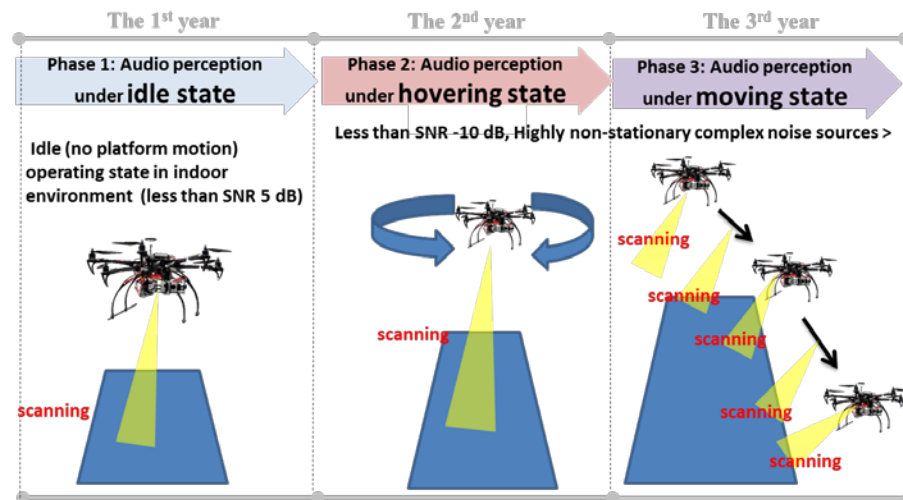 The 1st year
The 2nd year
The 3rd year
Phase 1: Audio perception
under idle state
Phase 2: Audio perception
under hovering state
Phase 3: Audio perception
under moving state
Less than SNR -10 dB, Highly non-stationary complex noise sources >
Idle (no platform motion)
operating state in indoor
environment (less than SNR 5 dB)
scanning
scanning
scanning
scanning
scanning
scanning
scanning